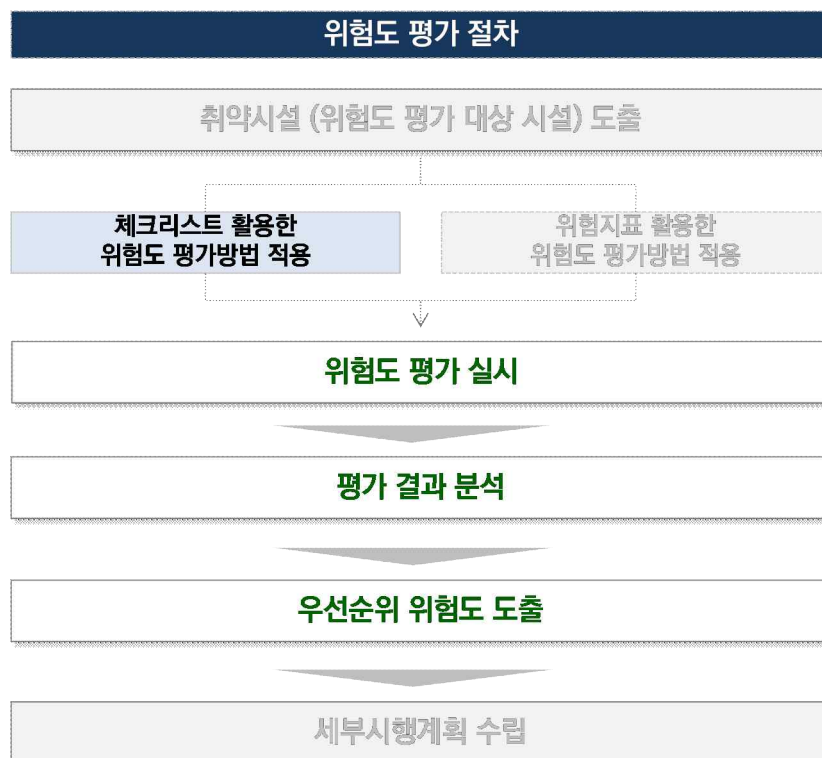 위험도 평가 절차
취약시설 (위험도 평가 대상 시설) 도출
체크리스트 활용한
위험도 평가방법 적용
위험지표 활용한
위험도 평가방법 적용
위험도 평가 실시
평가 결과 분석
우선순위 위험도 도출
세부시행계획 수립